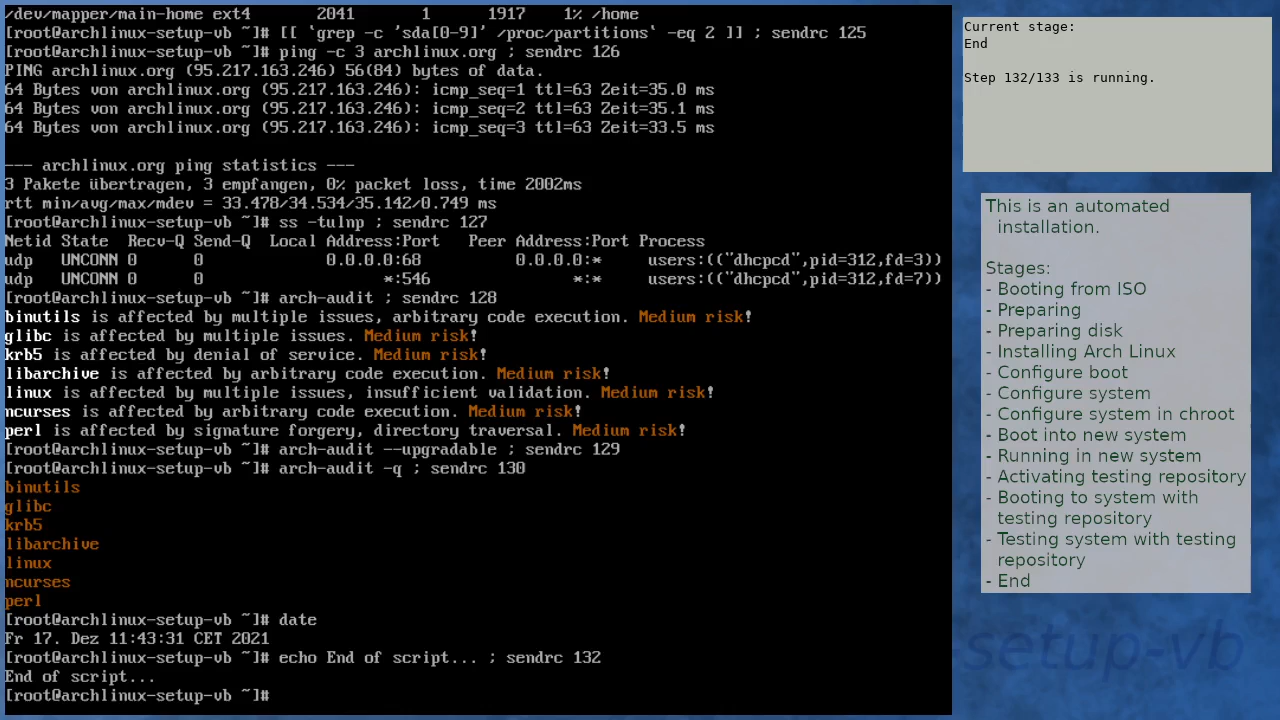 /dev/mapper/main-home ext4       2041       1      1917    1% /home
[root@archlinux-setup-vb ~]# [[ `grep -c 'sda[0-9]' /proc/partitions` -eq 2 ]] ; sendrc 125
[root@archlinux-setup-vb ~]# ping -c 3 archlinux.org ; sendrc 126
PING archlinux.org (95.217.163.246) 56(84) bytes of data.
64 Bytes von archlinux.org (95.217.163.246): icmp_seq=1 ttl=63 Zeit=35.0 ms
64 Bytes von archlinux.org (95.217.163.246): icmp_seq=2 ttl=63 Zeit=35.1 ms
64 Bytes von archlinux.org (95.217.163.246): icmp_seq=3 ttl=63 Zeit=33.5 ms
--- archlinux.org ping statistics ---
3 Pakete übertragen, 3 empfangen, 0% packet loss, time 2002ms
rtt min/avg/max/mdev = 33.478/34.534/35.142/0.749 ms
[root@archlinux-setup-vb ~]# ss -tulnp ; sendrc 127
Netid State  Recv-Q Send-Q  Local Address:Port   Peer Address:Port Process
udp   UNCONN 0      0             0.0.0.0:68          0.0.0.0:*     users:(("dhcpcd",pid=312,fd=3))
udp   UNCONN 0      0                   *:546               *:*     users:(("dhcpcd",pid=312,fd=7))
[root@archlinux-setup-vb ~]# arch-audit ; sendrc 128
binutils is affected by multiple issues, arbitrary code execution. Medium risk!
glibc is affected by multiple issues. Medium risk!
krb5 is affected by denial of service. Medium risk!
libarchive is affected by arbitrary code execution. Medium risk!
linux is affected by multiple issues, insufficient validation. Medium risk!
ncurses is affected by arbitrary code execution. Medium risk!
perl is affected by signature forgery, directory traversal. Medium risk!
[root@archlinux-setup-vb ~]# arch-audit --upgradable ; sendrc 129
[root@archlinux-setup-vb ~]# arch-audit -q ; sendrc 130
binutils
glibc
krb5
libarchive
linux
ncurses
perl
[root@archlinux-setup-vb ~]# date
Fr 17. Dez 11:43:31 CET 2021
[root@archlinux-setup-vb ~]# echo End of script... ; sendrc 132
End of script...
[root@archlinux-setup-vb ~]#
Current stage:
End
Step 132/133 is running.
This is an automated
installation.
Stages:
- Booting from ISO
- Preparing
- Preparing disk
- Installing Arch Linux
- Configure boot
- Configure system
- Configure system in chroot
- Boot into new system
- Running in new system
- Activating testing repository
- Booting to system with
testing repository
- Testing system with testing
repository
- End
-setup-vb